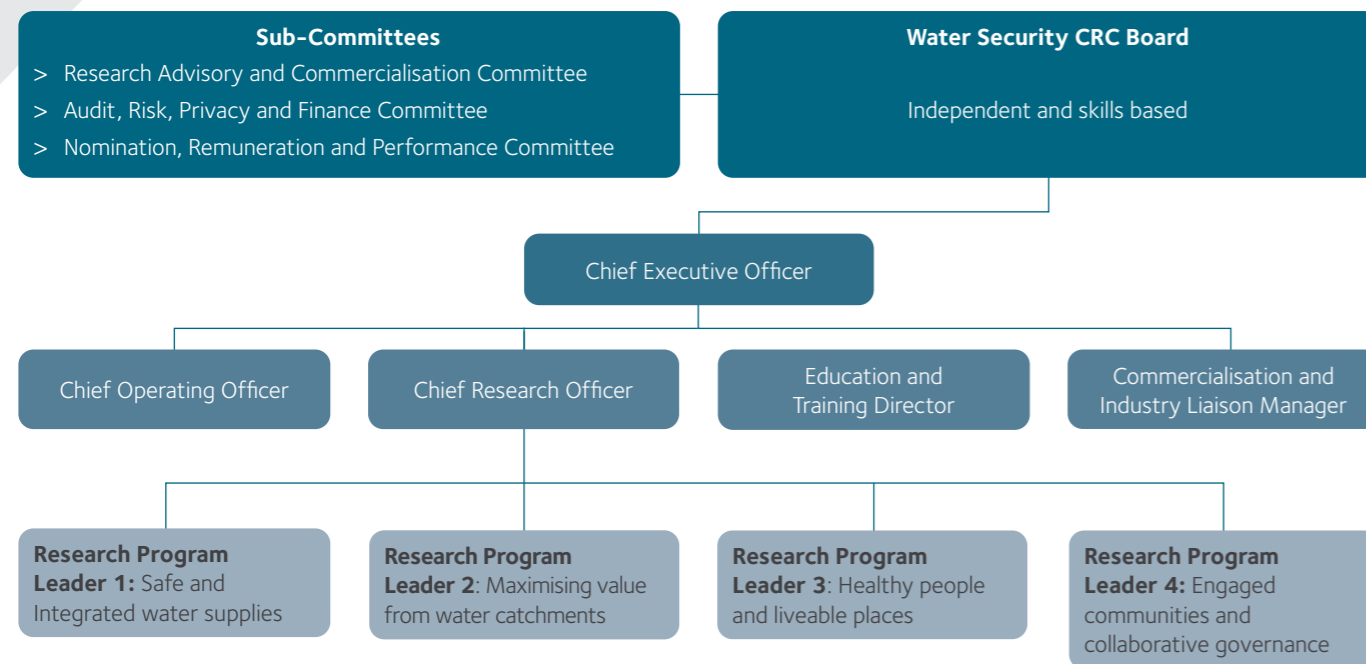 Sub-Committees
> Research Advisory and Commercialisation Committee
> Audit, Risk, Privacy and Finance Committee
> Nomination, Remuneration and Performance Committee
Water Security CRC Board
Independent and skills based
Chief Executive Officer
Chief Operating Officer
Chief Research Officer
Education and
Training Director
Commercialisation and
Industry Liaison Manager
Research Program
Leader 1: Safe and
Integrated water supplies
Research Program
Leader 2: Maximising value
from water catchments
Research Program
Leader 3: Healthy people
and liveable places
Research Program
Leader 4: Engaged
communities and
collaborative governance